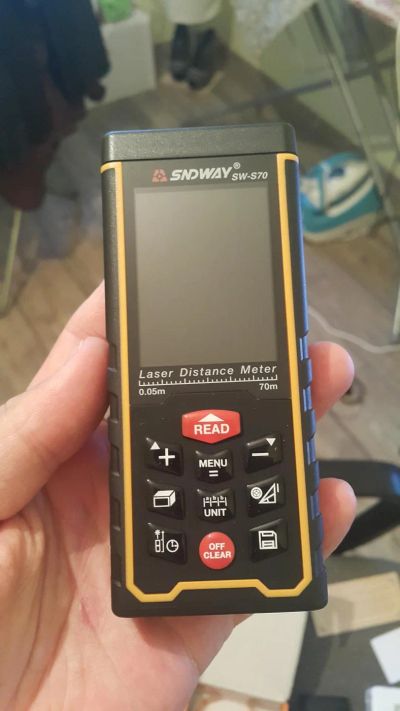 SNDWAY®
SW-S70
Laser Distance Meter
0.05m 70m
READ
+ MENU = −
UNIT
OFF
CLEAR